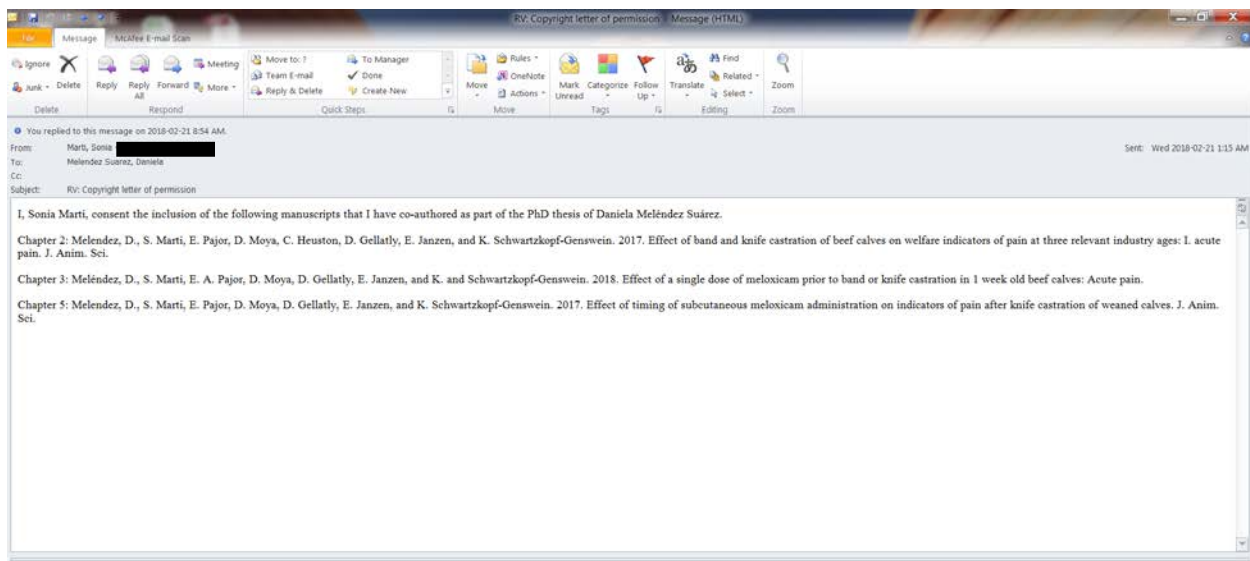 RV: Copyright letter of permission - Message (HTML)
File Message McAfee E-mail Scan
Ignore Meeting Move to: ? To Manager Rules Find
Team E-mail Done OneNote Related
Junk Delete Reply Reply All Forward More Reply & Delete Create New Move Actions Mark Unread Categorize Follow Up Translate Select Zoom
Delete Respond Quick Steps Move Tags Editing Zoom
You replied to this message on 2018-02-21 8:54 AM.
From: Marti, Sonia Sent: Wed 2018-02-21 1:15 AM
To: Melendez Suarez, Daniela
Cc:
Subject: RV: Copyright letter of permission
I, Sonia Marti, consent the inclusion of the following manuscripts that I have co-authored as part of the PhD thesis of Daniela Meléndez Suárez.
Chapter 2: Melendez, D., S. Marti, E. Pajor, D. Moya, C. Heuston, D. Gellatly, E. Janzen, and K. Schwartzkopf-Genswein. 2017. Effect of band and knife castration of beef calves on welfare indicators of pain at three relevant industry ages: I. acute
pain. J. Anim. Sci.
Chapter 3: Meléndez, D., S. Marti, E. A. Pajor, D. Moya, D. Gellatly, E. Janzen, and K. and Schwartzkopf-Genswein. 2018. Effect of a single dose of meloxicam prior to band or knife castration in 1 week old beef calves: Acute pain.
Chapter 5: Melendez, D., S. Marti, E. Pajor, D. Moya, D. Gellatly, E. Janzen, and K. Schwartzkopf-Genswein. 2017. Effect of timing of subcutaneous meloxicam administration on indicators of pain after knife castration of weaned calves. J. Anim.
Sci.